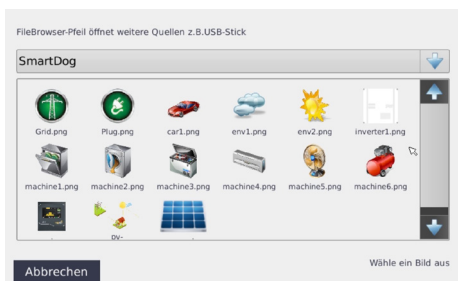 FileBrowser-Pfeil öffnet weitere Quellen z.B.USB-Stick
SmartDog
Grid.png Plug.png car1.png env1.png env2.png inverter1.png
machine1.png machine2.png machine3.png machine4.png machine5.png machine6.png
pv-
Wähle ein Bild aus
Abbrechen